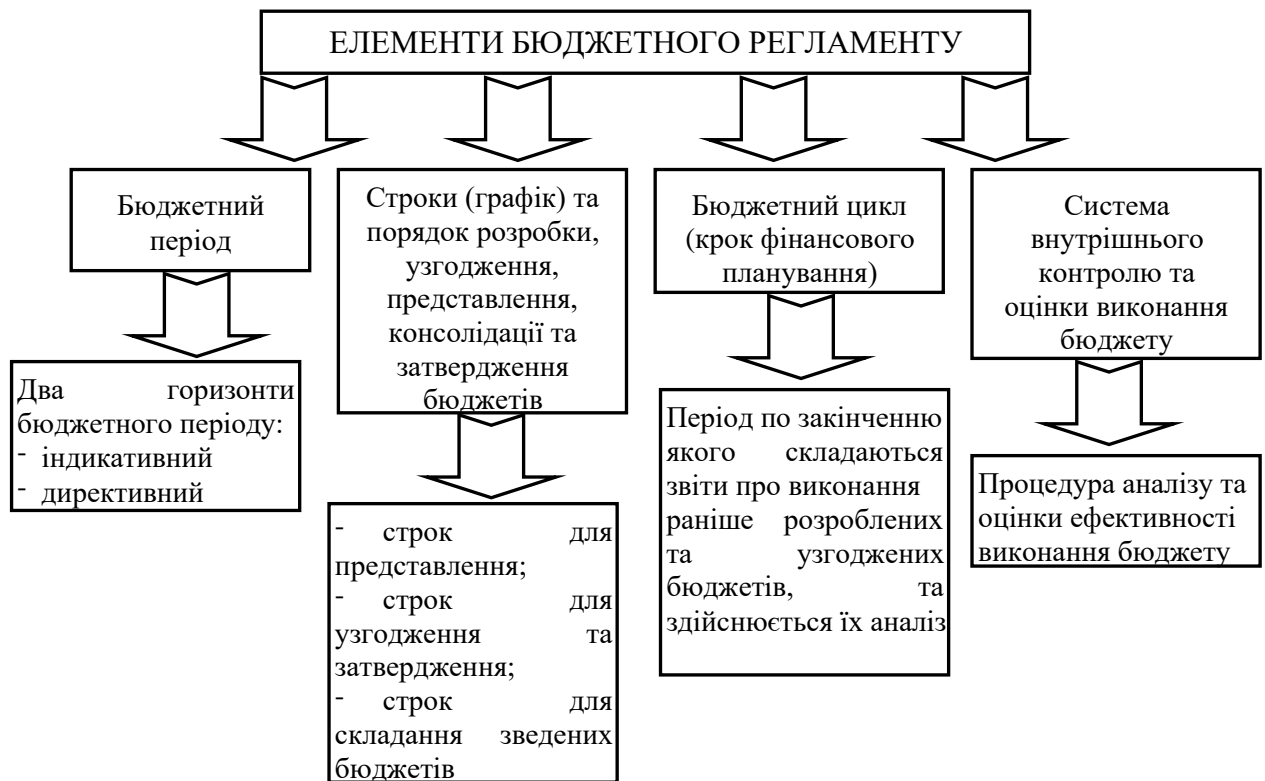 ЕЛЕМЕНТИ БЮДЖЕТНОГО РЕГЛАМЕНТУ
Бюджетний
період
Строки (графік) та
порядок розробки,
узгодження,
представлення,
консолідації та
затвердження
бюджетів
Бюджетний цикл
(крок фінансового
планування)
Система
внутрішнього
контролю та
оцінки виконання
бюджету
Два горизонти
бюджетного періоду:
- індикативний
- директивний
- строк для
представлення;
- строк для
узгодження та
затвердження;
- строк для
складання зведених
бюджетів
Період по закінченню
якого складаються
звіти про виконання
раніше розроблених
та узгоджених
бюджетів, та
здійснюється їх аналіз
Процедура аналізу та
оцінки ефективності
виконання бюджету